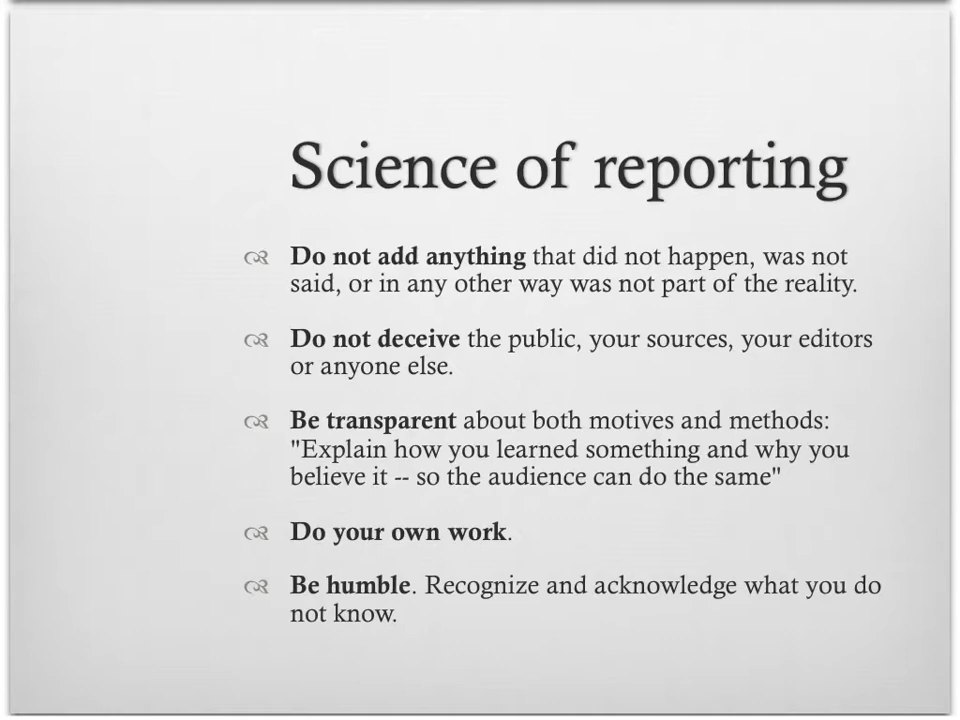 Science of reporting
Do not add anything that did not happen, was not
said, or in any other way was not part of the reality.
Do not deceive the public, your sources, your editors
or anyone else.
Be transparent about both motives and methods:
"Explain how you learned something and why you
believe it -- so the audience can do the same"
Do your own work.
Be humble. Recognize and acknowledge what you do
not know.